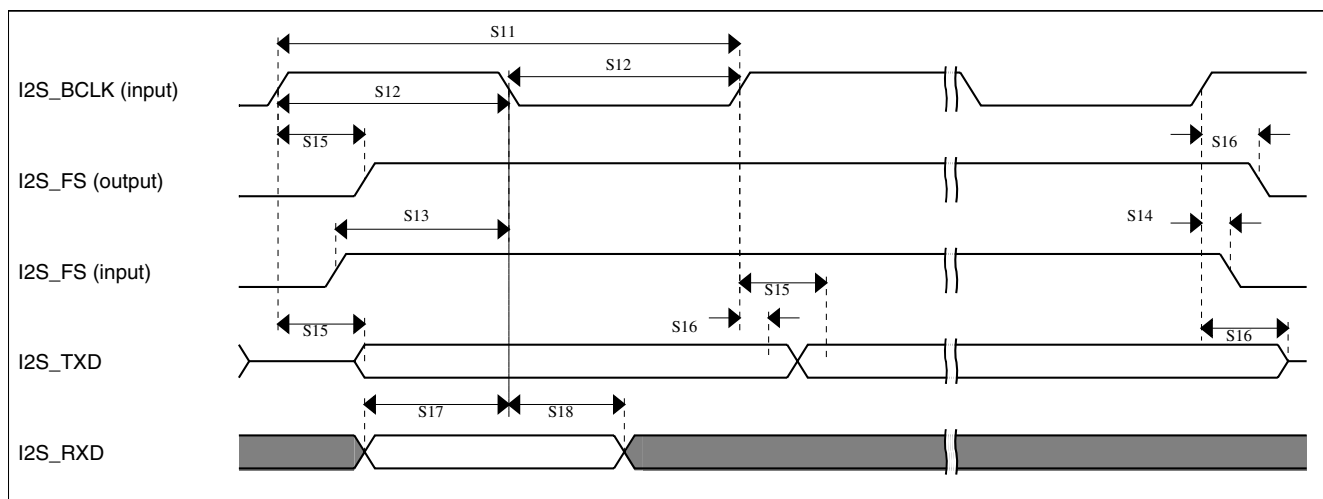 S11
I2S_BCLK (input)
S12
S12
S15
S16
I2S_FS (output)
S13
S14
I2S_FS (input)
S15
S15
S16
S16
I2S_TXD
S17
S18
I2S_RXD